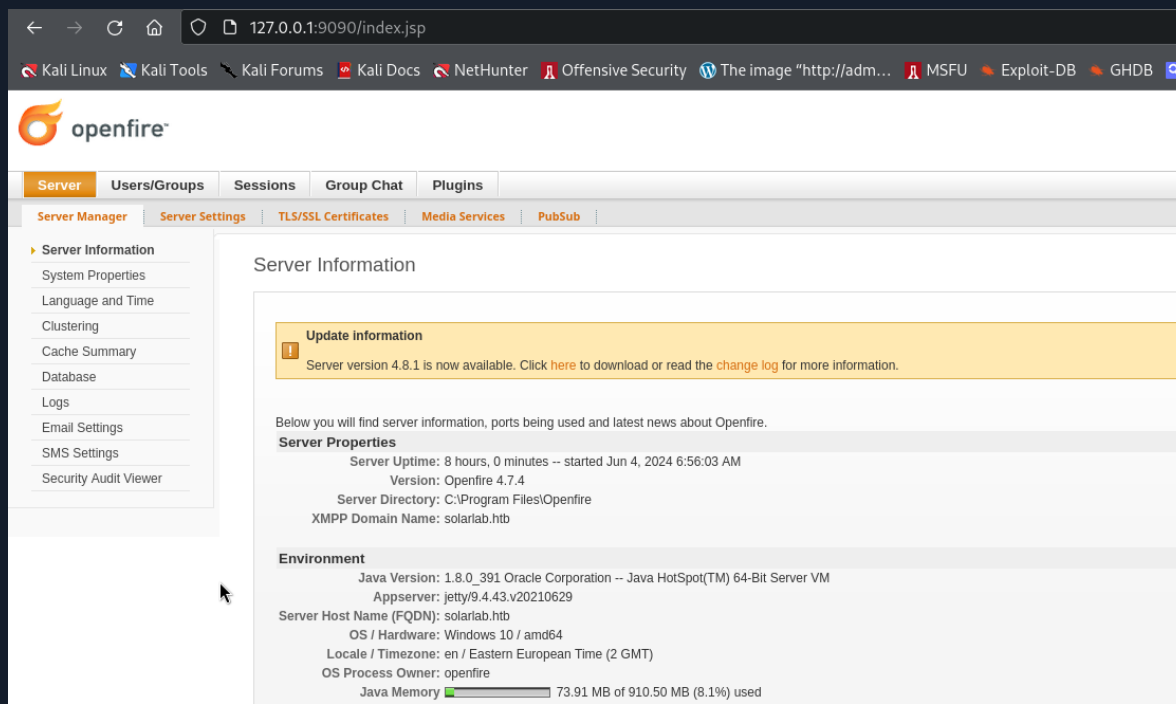 127.0.0.1:9090/index.jsp
Kali Linux Kali Tools Kali Forums Kali Docs NetHunter Offensive Security The image “http://adm… MSFU Exploit-DB GHDB
openfire™
Server Users/Groups Sessions Group Chat Plugins
Server Manager Server Settings TLS/SSL Certificates Media Services PubSub
Server Information
System Properties
Language and Time
Clustering
Cache Summary
Database
Logs
Email Settings
SMS Settings
Security Audit Viewer
Server Information
Update information
Server version 4.8.1 is now available. Click here to download or read the change log for more information.
Below you will find server information, ports being used and latest news about Openfire.
Server Properties
Server Uptime: 8 hours, 0 minutes -- started Jun 4, 2024 6:56:03 AM
Version: Openfire 4.7.4
Server Directory: C:\Program Files\Openfire
XMPP Domain Name: solarlab.htb
Environment
Java Version: 1.8.0_391 Oracle Corporation -- Java HotSpot(TM) 64-Bit Server VM
Appserver: jetty/9.4.43.v20210629
Server Host Name (FQDN): solarlab.htb
OS / Hardware: Windows 10 / amd64
Locale / Timezone: en / Eastern European Time (2 GMT)
OS Process Owner: openfire
Java Memory 73.91 MB of 910.50 MB (8.1%) used